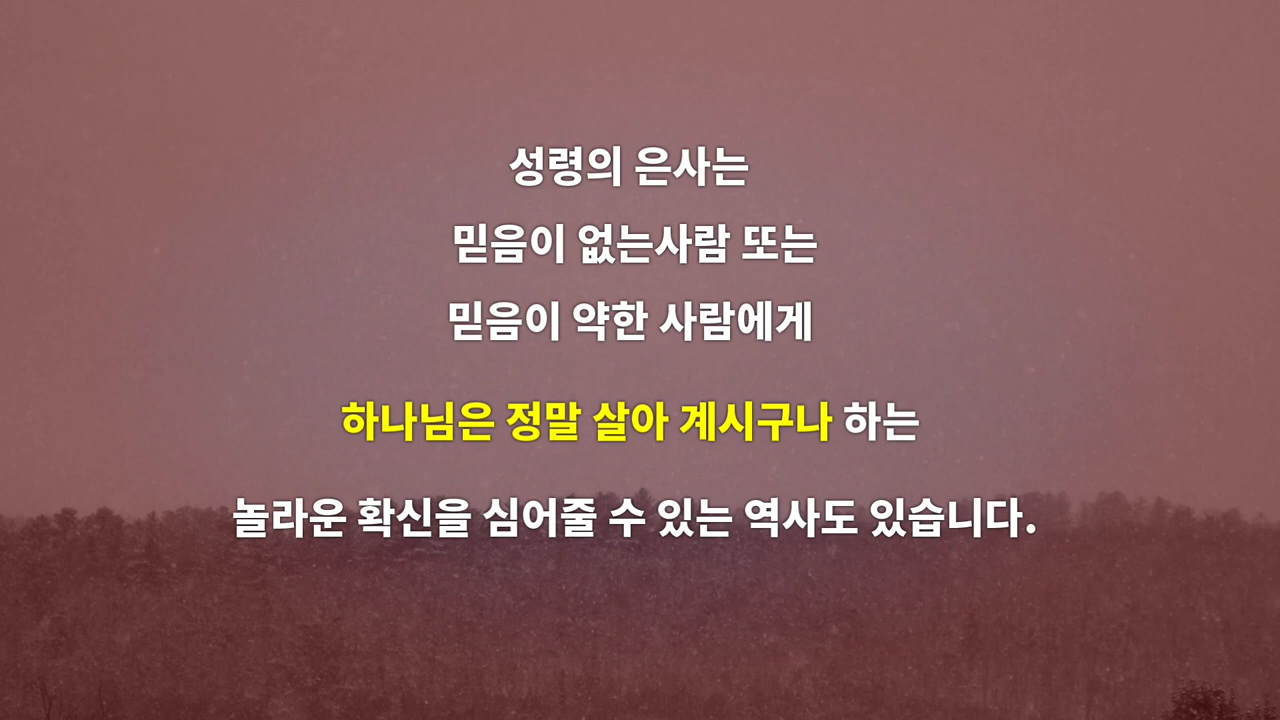 성령의 은사는
믿음이 없는사람 또는
믿음이 약한 사람에게
하나님은 정말 살아 계시구나 하는
놀라운 확신을 심어줄 수 있는 역사도 있습니다.